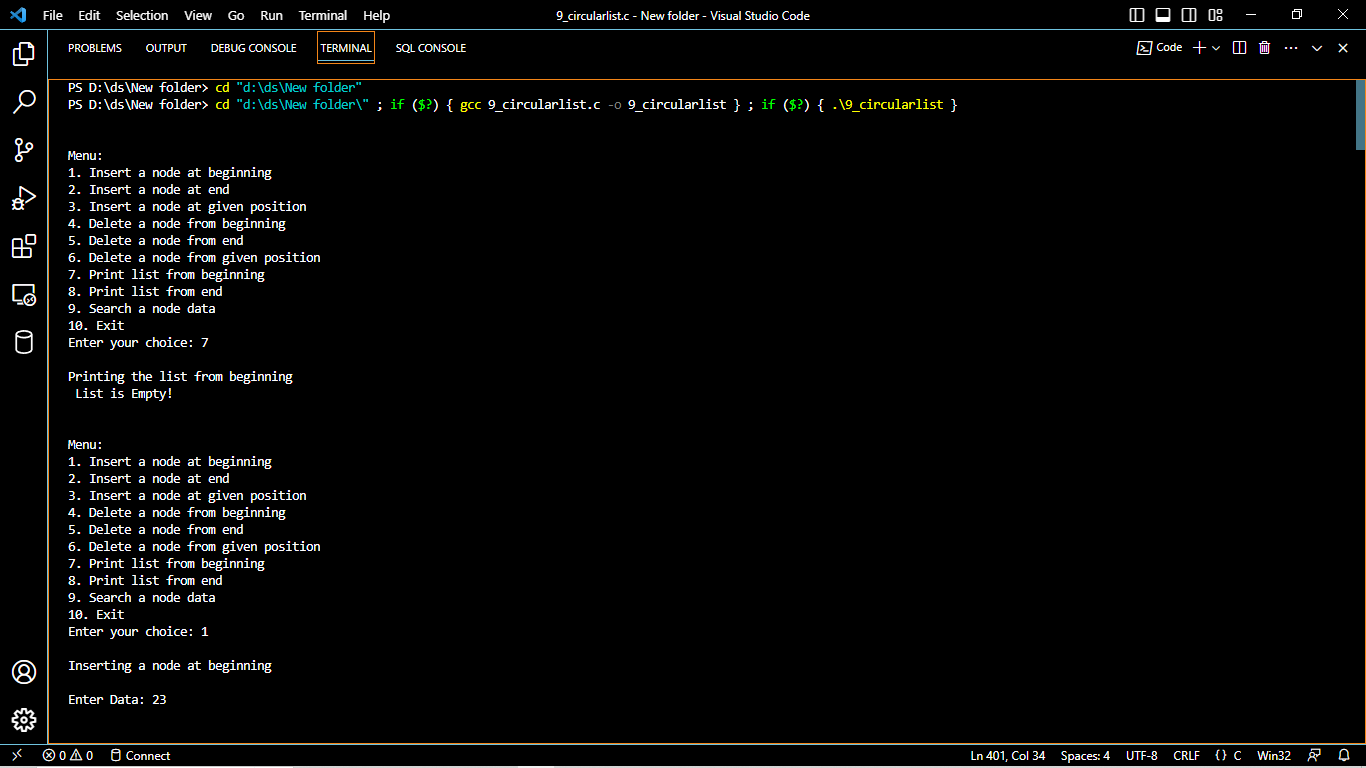 File Edit Selection View Go Run Terminal Help 9_circularlist.c - New folder - Visual Studio Code
PROBLEMS OUTPUT DEBUG CONSOLE TERMINAL SQL CONSOLE Code
PS D:\ds\New folder> cd "d:\ds\New folder"
PS D:\ds\New folder> cd "d:\ds\New folder\" ; if ($?) { gcc 9_circularlist.c -o 9_circularlist } ; if ($?) { .\9_circularlist }
Menu:
1. Insert a node at beginning
2. Insert a node at end
3. Insert a node at given position
4. Delete a node from beginning
5. Delete a node from end
6. Delete a node from given position
7. Print list from beginning
8. Print list from end
9. Search a node data
10. Exit
Enter your choice: 7
Printing the list from beginning
List is Empty!
Menu:
1. Insert a node at beginning
2. Insert a node at end
3. Insert a node at given position
4. Delete a node from beginning
5. Delete a node from end
6. Delete a node from given position
7. Print list from beginning
8. Print list from end
9. Search a node data
10. Exit
Enter your choice: 1
Inserting a node at beginning
Enter Data: 23
0 0 Connect Ln 401, Col 34 Spaces: 4 UTF-8 CRLF {} C Win32